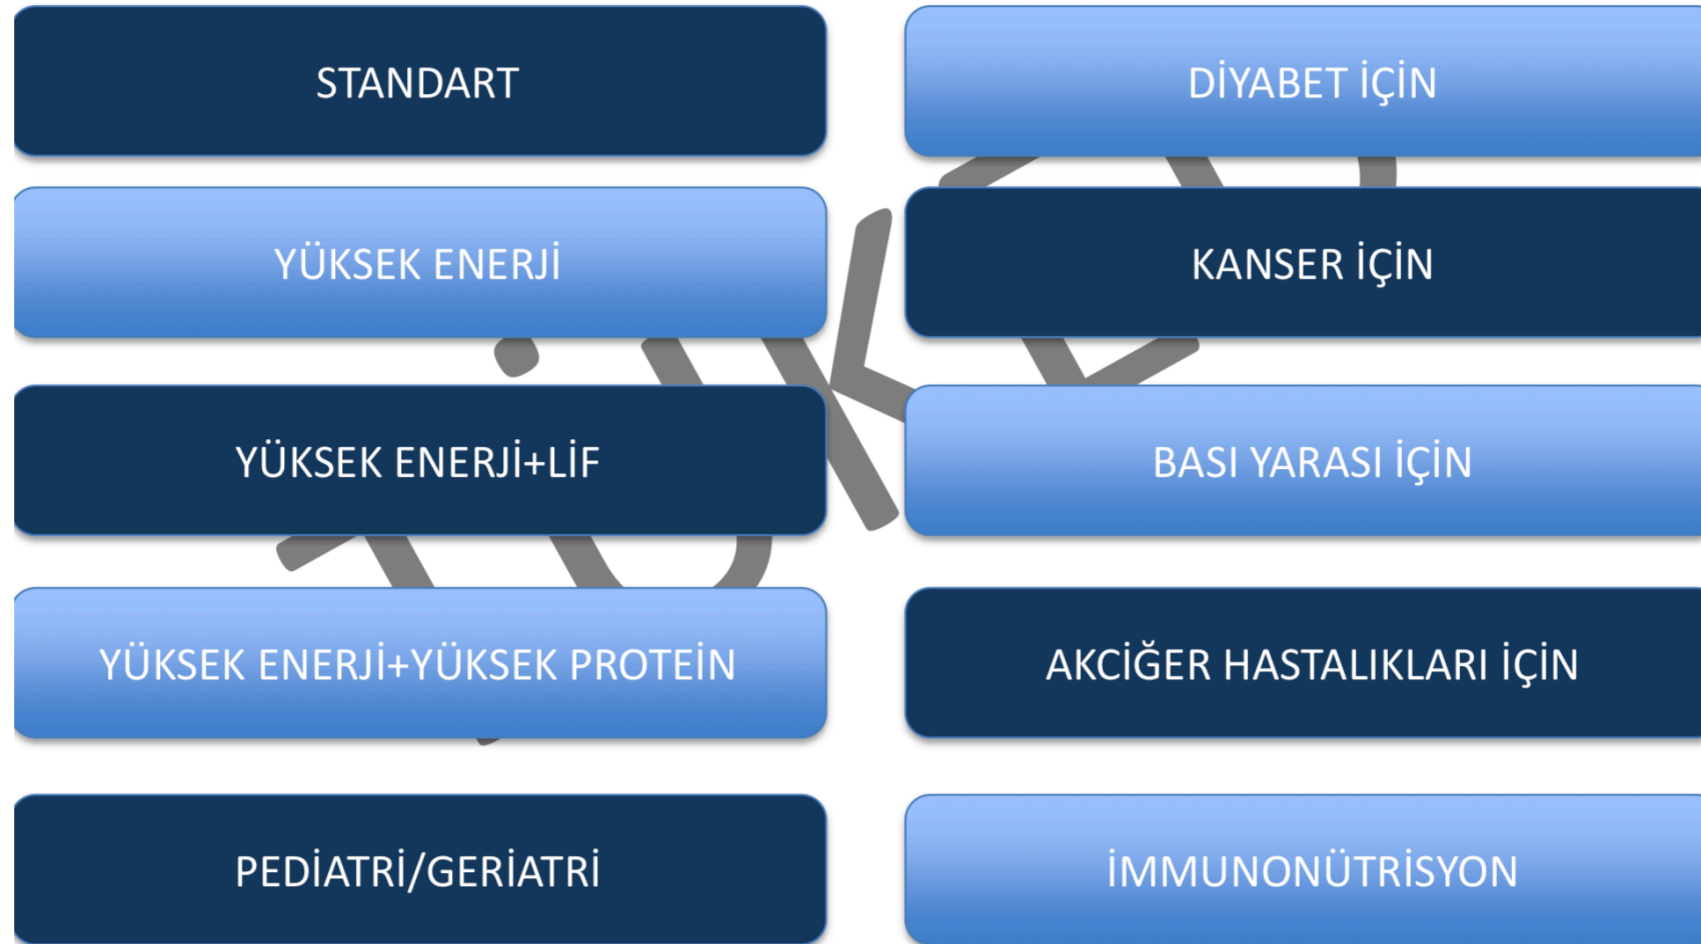 STANDART
YÜKSEK ENERJİ
YÜKSEK ENERJİ+LİF
YÜKSEK ENERJİ+YÜKSEK PROTEİN
PEDİATRİ/GERİATRİ
DİYABET İÇİN
KANSER İÇİN
BASI YARASI İÇİN
AKCİĞER HASTALIKLARI İÇİN
İMMUNONÜTRİSYON